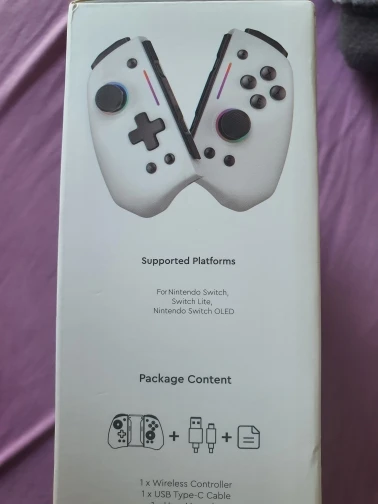 Supported Platforms
For Nintendo Switch,
Switch Lite,
Nintendo Switch OLED
Package Content
1 x Wireless Controller
1 x USB Type-C Cable